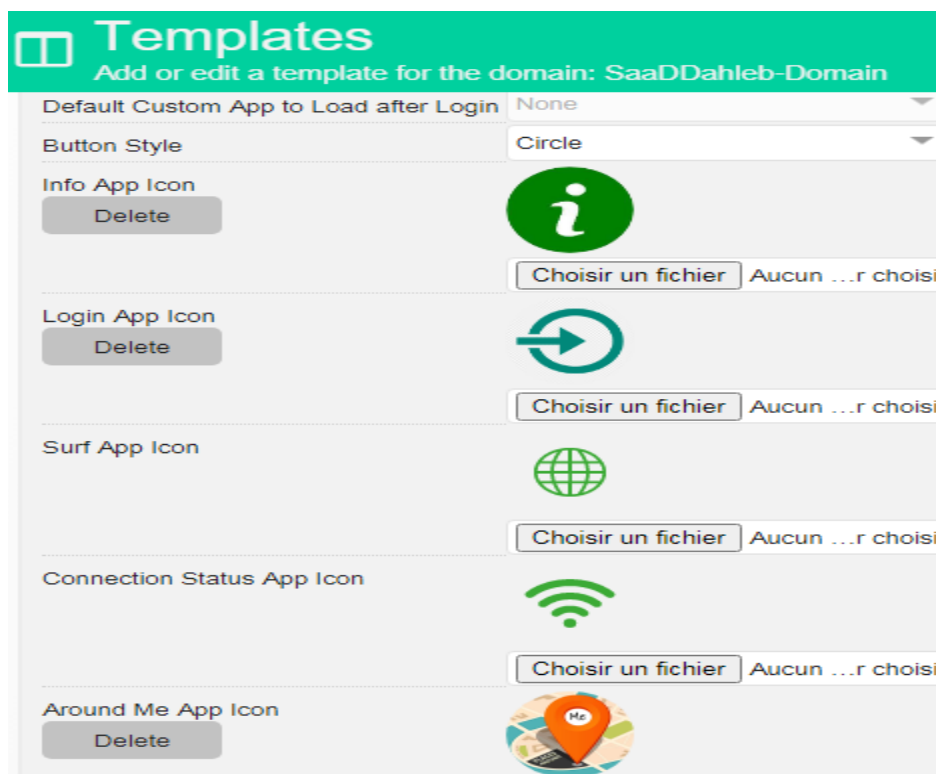 Templates
Add or edit a template for the domain: SaaDDahleb-Domain
Default Custom App to Load after Login None
Button Style Circle
Info App Icon
Delete
i
Choisir un fichier Aucun ...r choisi
Login App Icon
Delete
Choisir un fichier Aucun ...r choisi
Surf App Icon
Choisir un fichier Aucun ...r choisi
Connection Status App Icon
Choisir un fichier Aucun ...r choisi
Around Me App Icon
Me
Delete